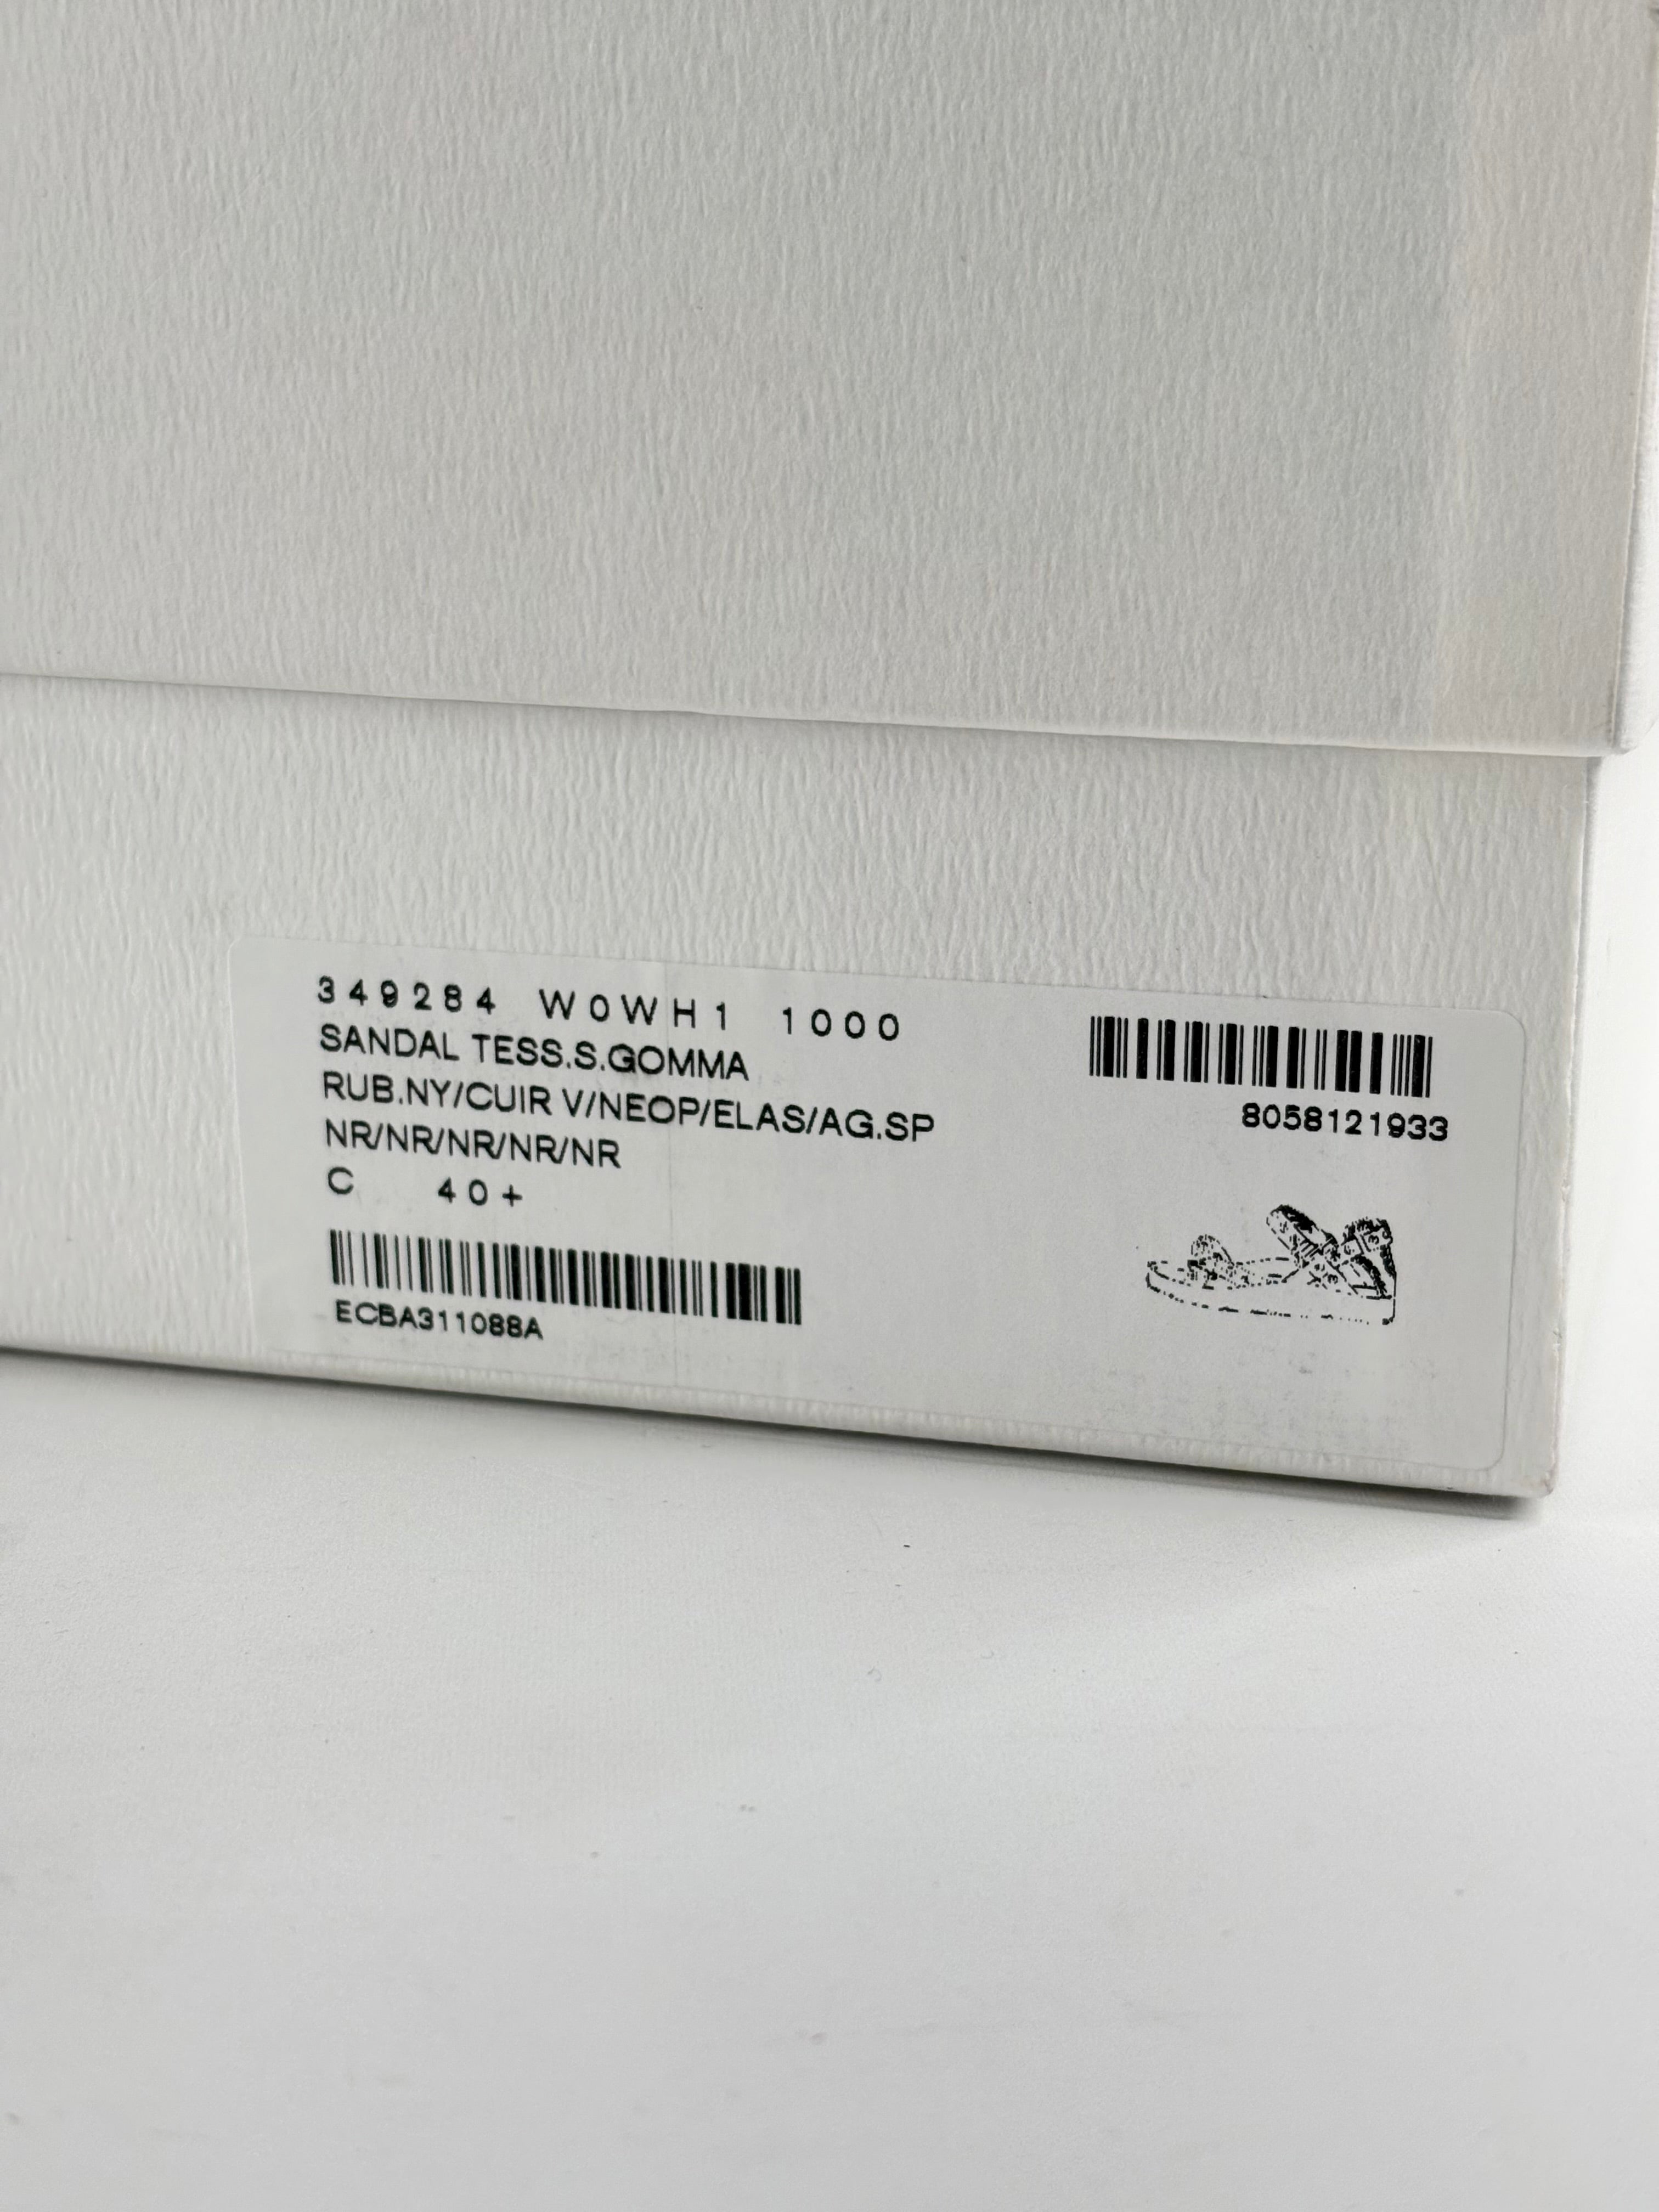 349284 W0WH1 1000
SANDAL TESS.S.GOMMA
RUB.NY/CUIR V/NEOP/ELAS/AG.SP
NR/NR/NR/NR/NR
C 40+
ECBA311088A
8058121933